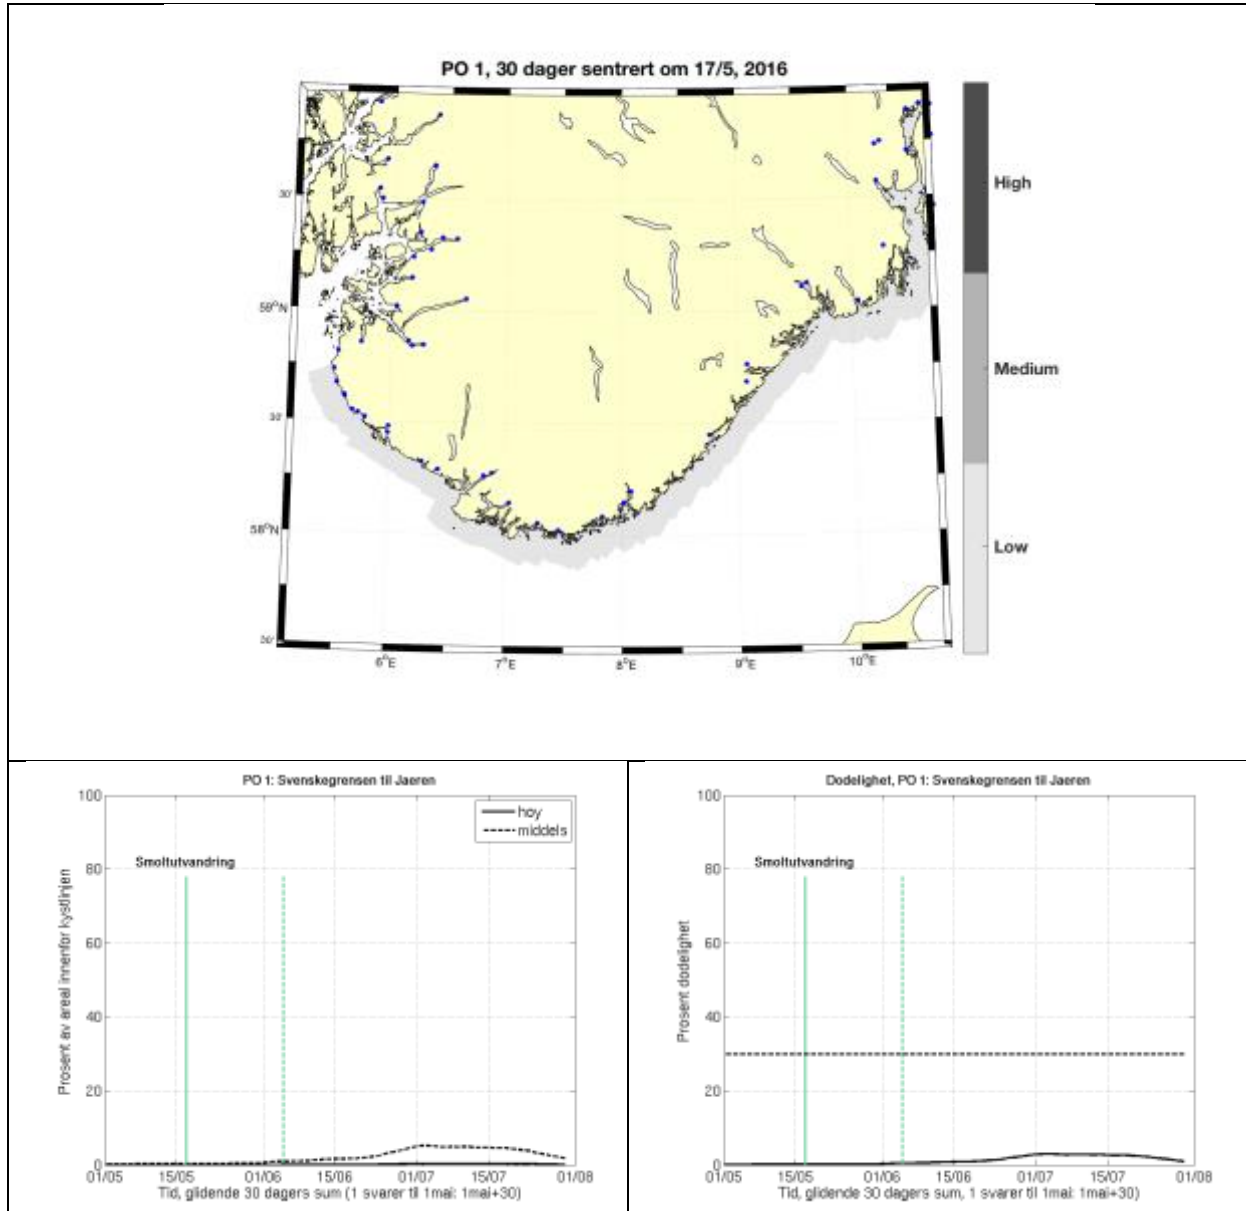 PO 1, 30 dager sentrert om 17/5, 2016
High
30'
59°N
Medium
30'
58°N
Low
30'
6°E
7°E
8°E
9°E
10°E
PO 1: Svenskegrensen til Jaeren
100
hoy
middels
80
Smoltutvandring
60
40
20
0
Prosent av areal innenfor kystlinjen
01/05
15/05
01/06
15/06
01/07
15/07
01/08
Tid, glidende 30 dagers sum (1 svarer til 1mai: 1mai+30)
Dodelighet, PO 1: Svenskegrensen til Jaeren
100
80
Smoltutvandring
60
40
20
0
Prosent dodelighet
01/05
15/05
01/06
15/06
01/07
15/07
01/08
Tid, glidende 30 dagers sum, 1 svarer til 1mai: 1mai+30)